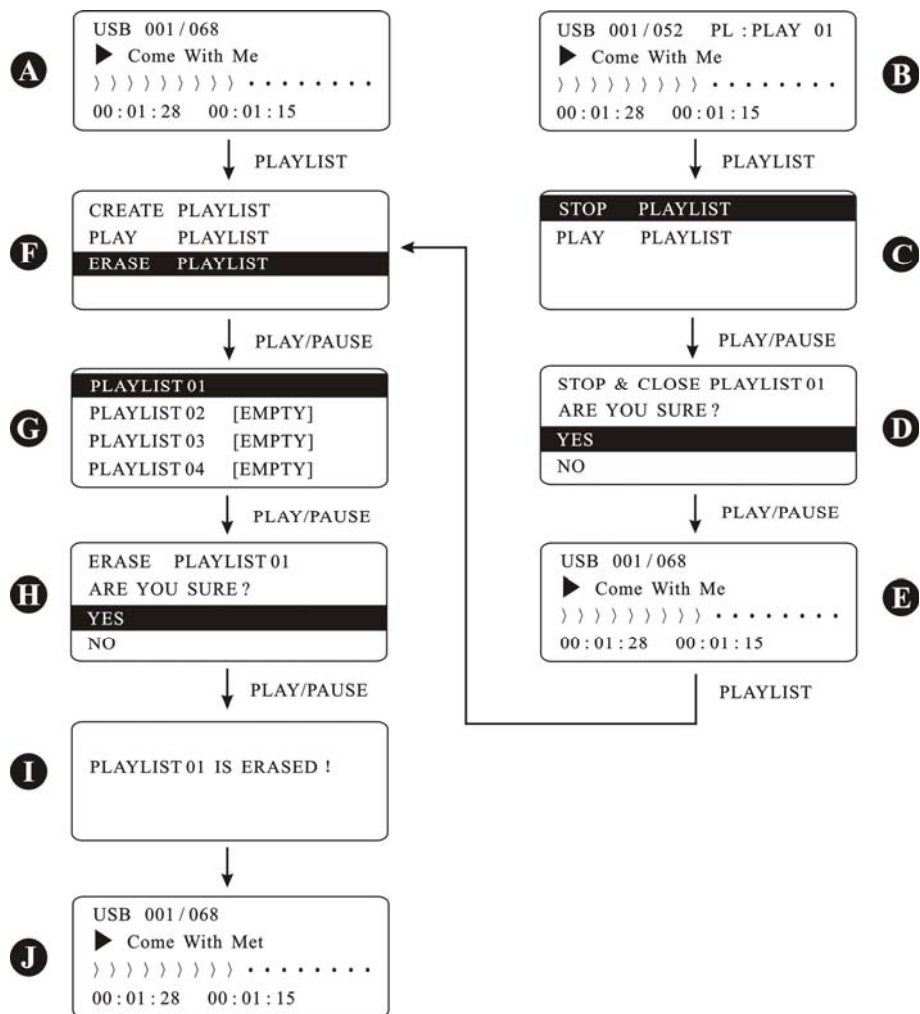 A
USB 001/068
▶ Come With Me
〉〉〉〉〉〉〉〉〉········
00:01:28 00:01:15
PLAYLIST
F
CREATE PLAYLIST
PLAY PLAYLIST
ERASE PLAYLIST
PLAY/PAUSE
G
PLAYLIST 01
PLAYLIST 02 [EMPTY]
PLAYLIST 03 [EMPTY]
PLAYLIST 04 [EMPTY]
PLAY/PAUSE
H
ERASE PLAYLIST 01
ARE YOU SURE?
YES
NO
PLAY/PAUSE
I
PLAYLIST 01 IS ERASED !
J
USB 001/068
▶ Come With Met
〉〉〉〉〉〉〉〉〉········
00:01:28 00:01:15
B
USB 001/052 PL:PLAY 01
▶ Come With Me
〉〉〉〉〉〉〉〉〉········
00:01:28 00:01:15
PLAYLIST
C
STOP PLAYLIST
PLAY PLAYLIST
PLAY/PAUSE
D
STOP & CLOSE PLAYLIST 01
ARE YOU SURE?
YES
NO
PLAY/PAUSE
E
USB 001/068
▶ Come With Me
〉〉〉〉〉〉〉〉〉········
00:01:28 00:01:15
PLAYLIST